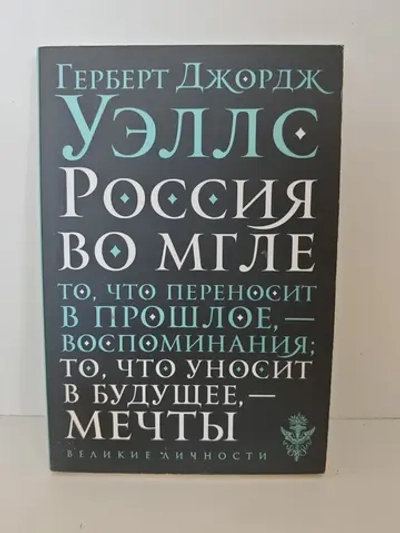 Герберт Джордж
Уэллс
Россия
во мгле
то, что переносит
в прошлое, —
воспоминания;
то, что уносит
в будущее, —
мечты
великие личности